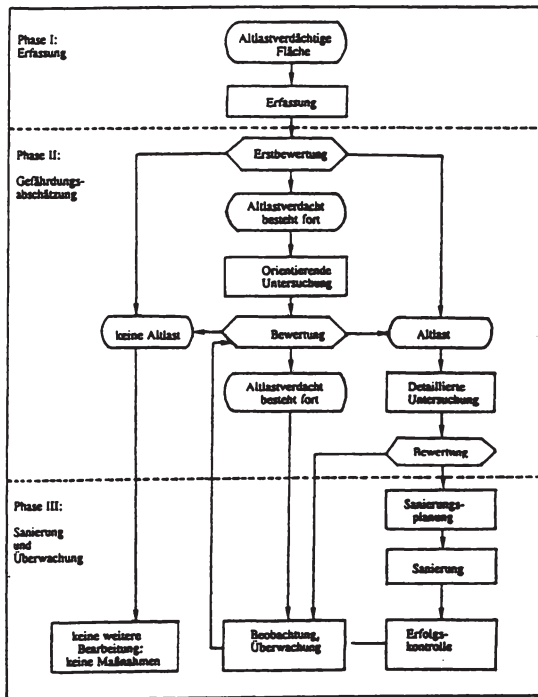 Phase I:
Erfassung
Altlastverdächtige
Fläche
Erfassung
Phase II:
Gefährdungs-
abschätzung
Erstbewertung
Altlastverdacht
besteht fort
Orientierende
Untersuchung
keine Altlast
Bewertung
Altlast
Altlastverdacht
besteht fort
Detaillierte
Untersuchung
Bewertung
Phase III:
Sanierung
und
Überwachung
Sanierungs-
planung
Sanierung
keine weitere
Bearbeitung:
keine Maßnahmen
Beobachtung,
Überwachung
Erfolgs-
kontrolle